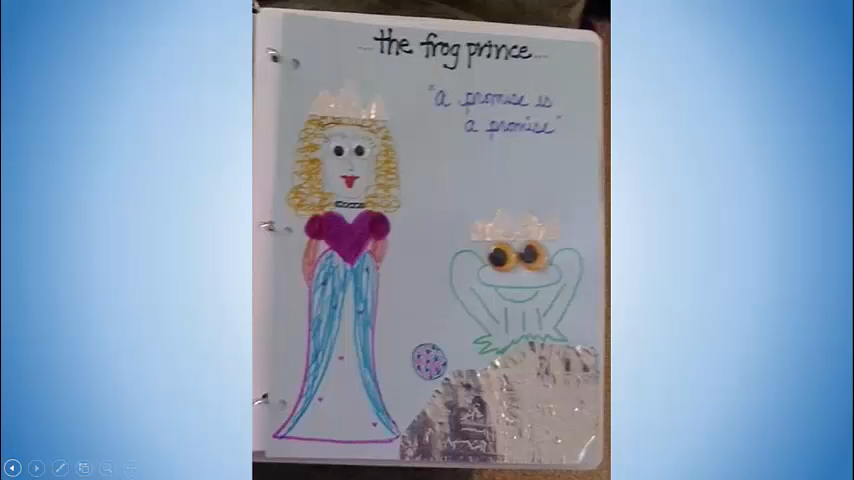 ...the frog prince...
"a promise is
a promise"